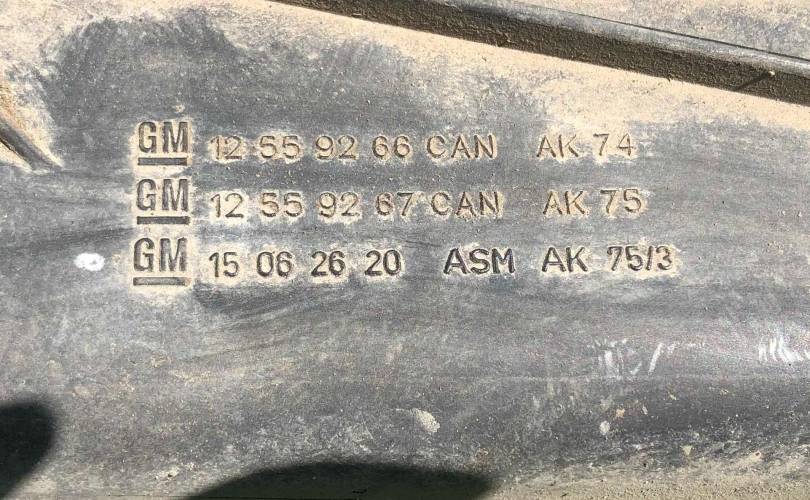 GM 12 55 92 66 CAN AK 74
GM 12 55 92 67 CAN AK 75
GM 15 06 26 20 ASM AK 75/3